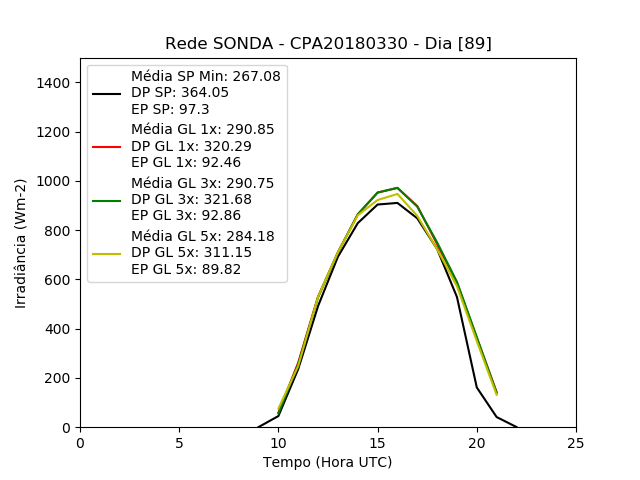 Rede SONDA - CPA20180330 - Dia [89]
Irradiância (Wm-2)
1400
1200
1000
800
600
400
200
0
Média SP Min: 267.08
DP SP: 364.05
EP SP: 97.3
Média GL 1x: 290.85
DP GL 1x: 320.29
EP GL 1x: 92.46
Média GL 3x: 290.75
DP GL 3x: 321.68
EP GL 3x: 92.86
Média GL 5x: 284.18
DP GL 5x: 311.15
EP GL 5x: 89.82
0 5 10 15 20 25
Tempo (Hora UTC)